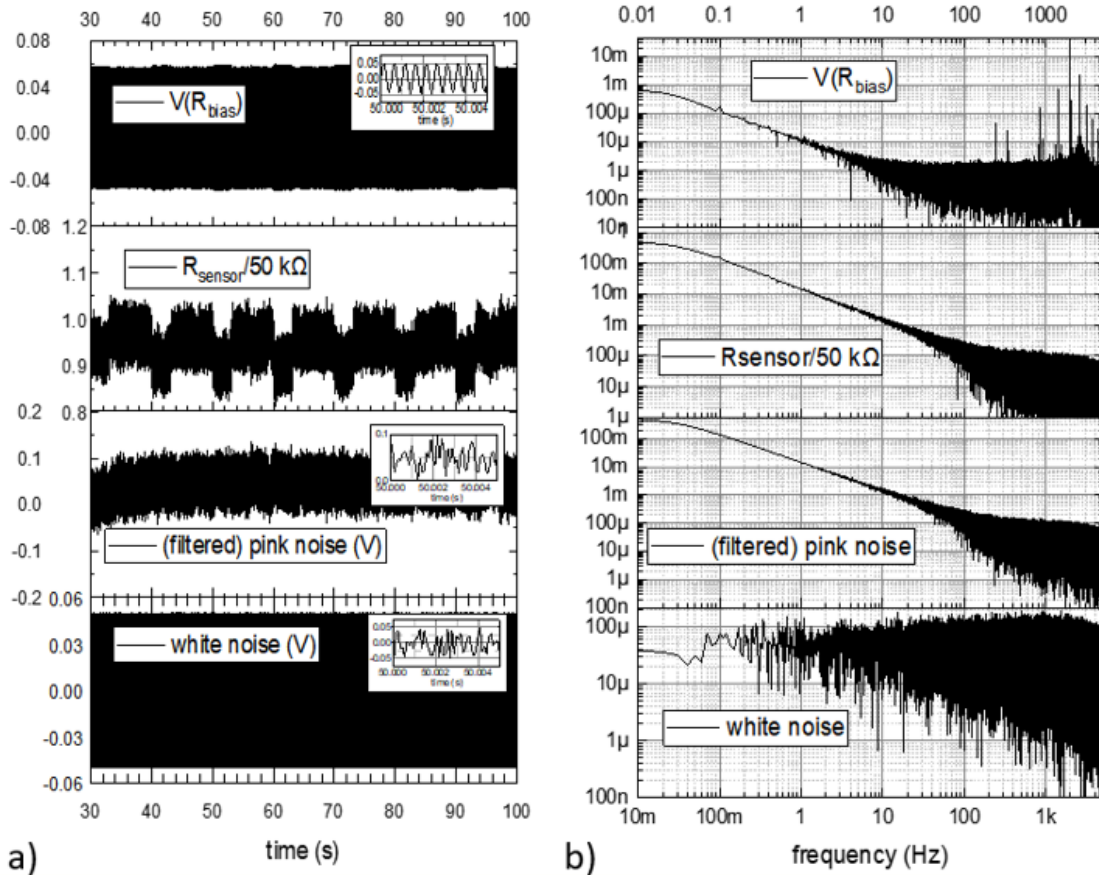 30 40 50 60 70 80 90 100
0.08
0.04
0.00
-0.04
-0.08
V(R_bias)
0.05
0.00
-0.05
50.000 50.002 50.004
time (s)
1.2
1.1
1.0
0.9
0.8
R_sensor/50 kΩ
0.2
0.1
0.0
-0.1
-0.2
(filtered) pink noise (V)
0.1
0.0
50.000 50.002 50.004
time (s)
0.06
0.03
0.00
-0.03
-0.06
white noise (V)
0.05
0.00
-0.05
50.000 50.002 50.004
time (s)
30 40 50 60 70 80 90 100
time (s)
a)
0.01 0.1 1 10 100 1000
10m
1m
100µ
10µ
1µ
100n
10n
V(R_bias)
100m
10m
1m
100µ
10µ
1µ
Rsensor/50 kΩ
100m
10m
1m
100µ
10µ
1µ
100n
(filtered) pink noise
100µ
10µ
1µ
100n
white noise
10m 100m 1 10 100 1k
frequency (Hz)
b)